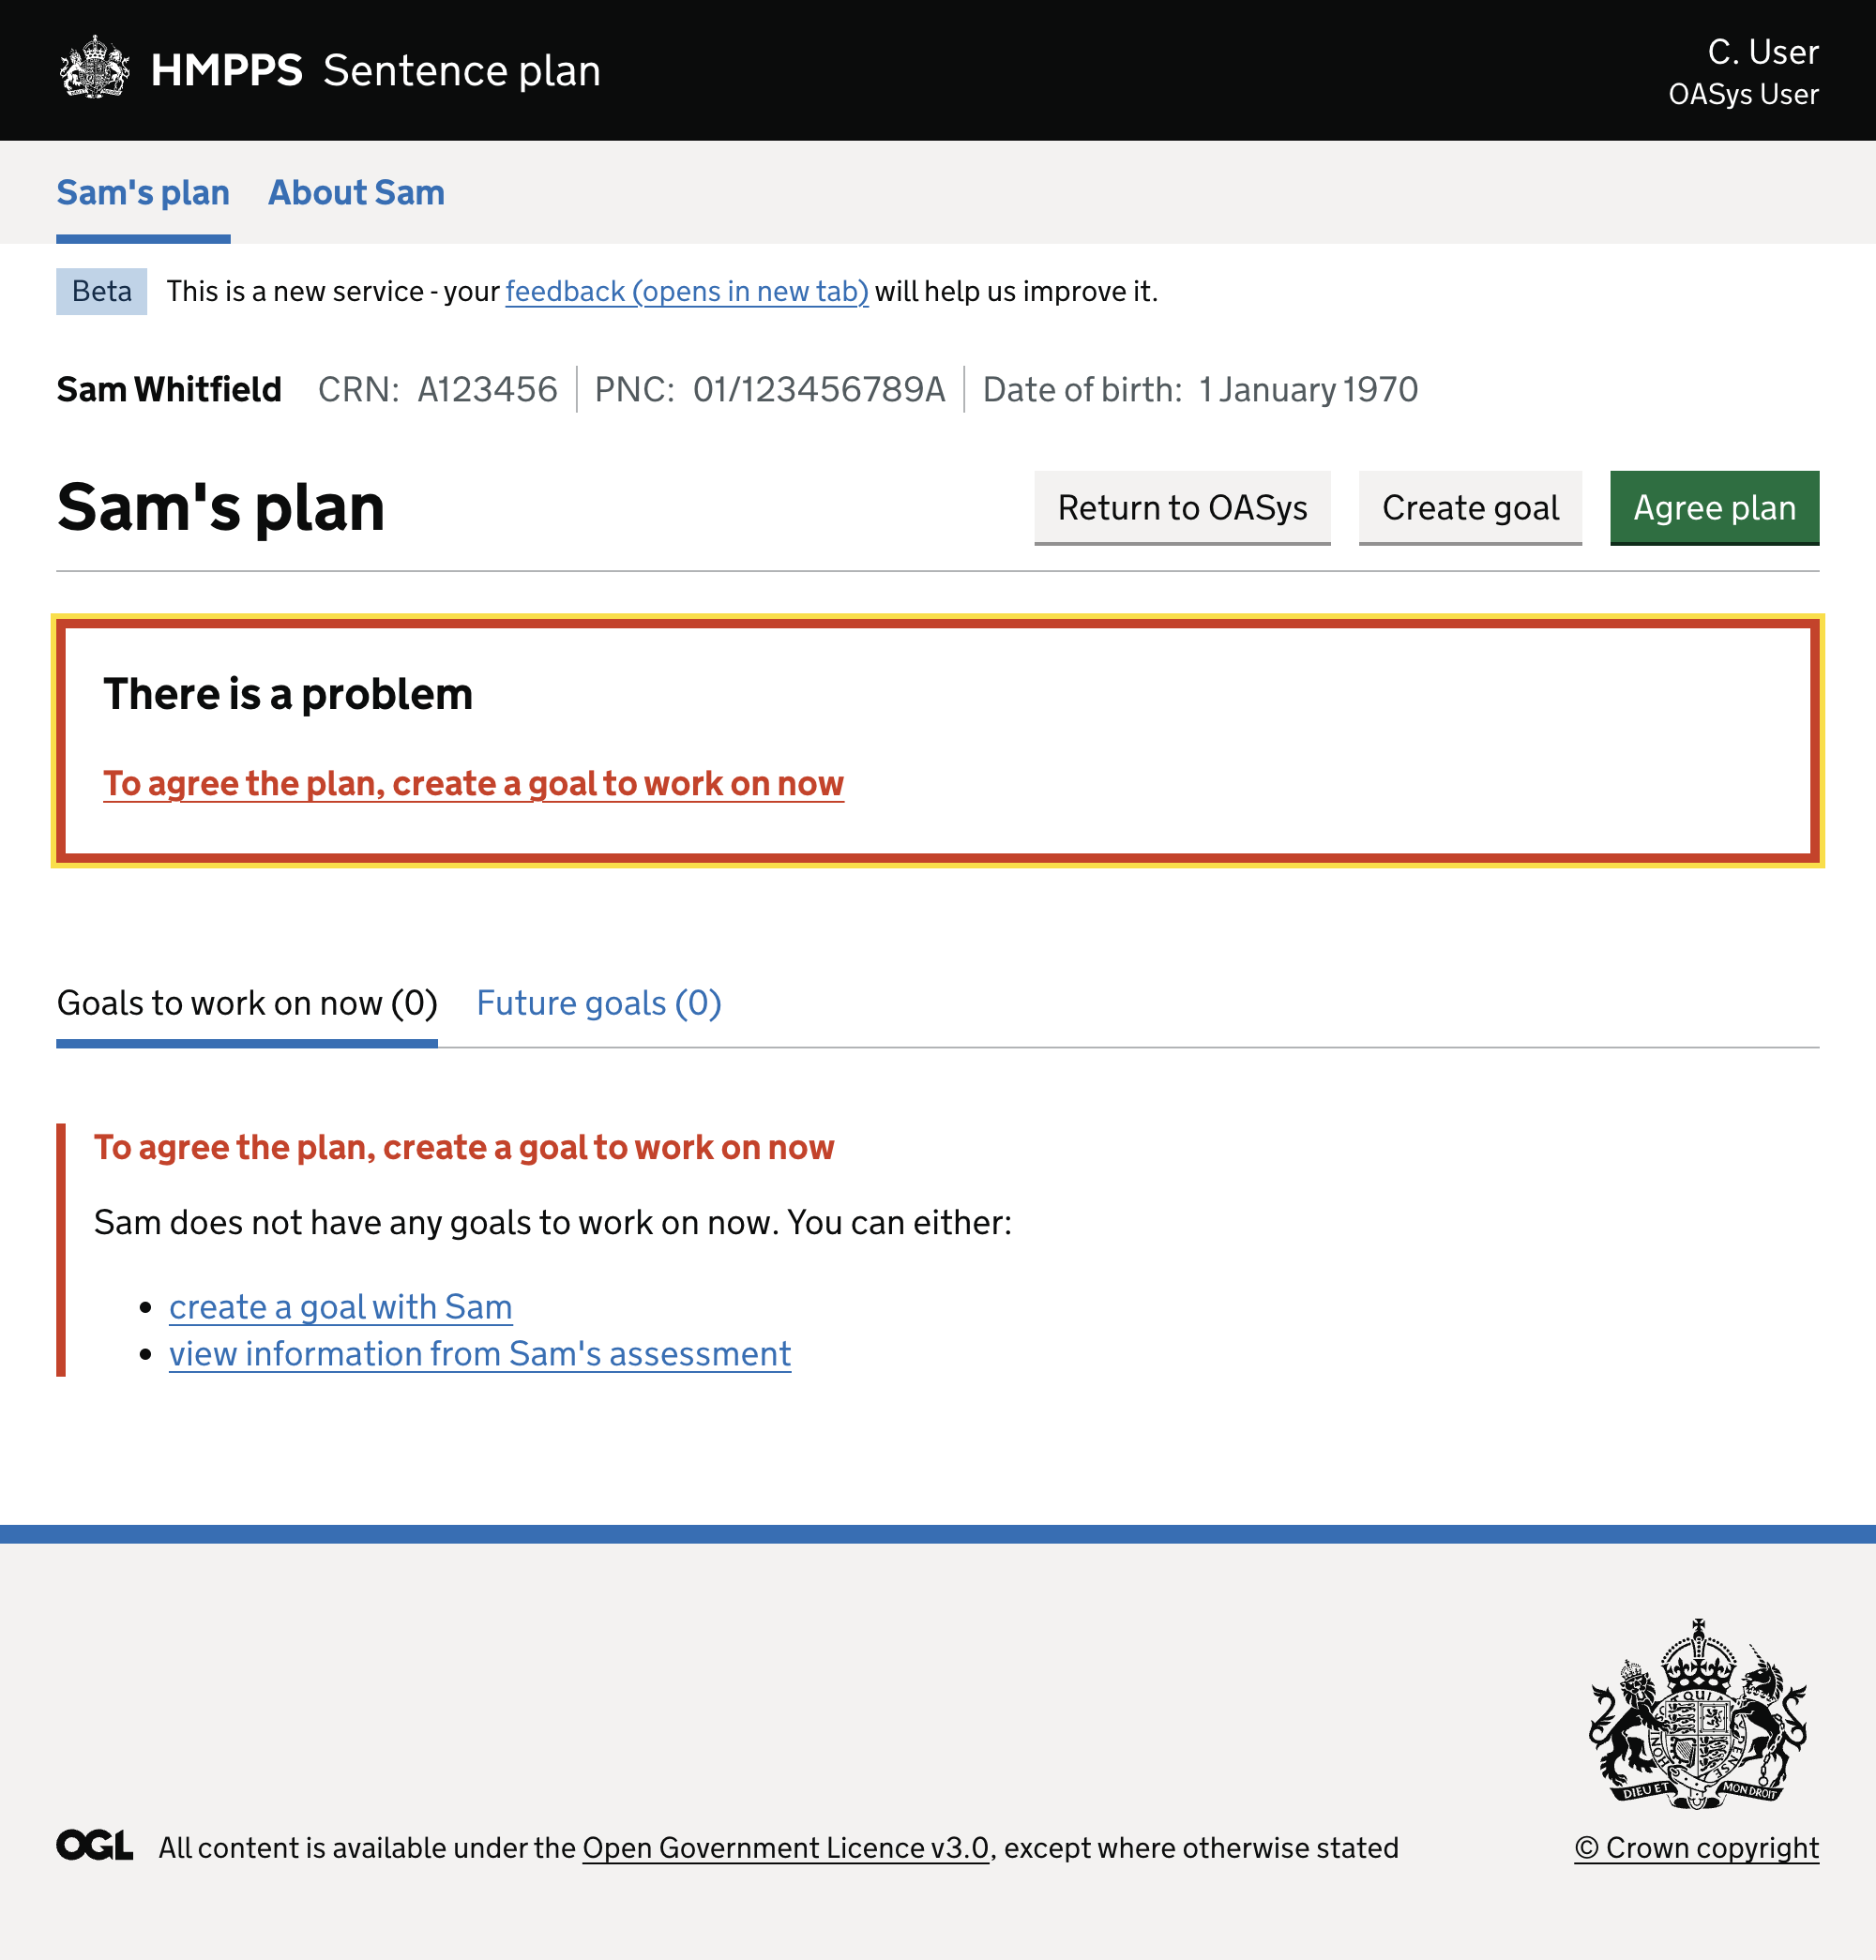 HMPPS Sentence plan
C. User
OASys User
Sam's plan About Sam
Beta This is a new service - your feedback (opens in new tab) will help us improve it.
Sam Whitfield CRN: A123456 PNC: 01/123456789A Date of birth: 1 January 1970
Sam's plan
Return to OASys Create goal Agree plan
There is a problem
To agree the plan, create a goal to work on now
Goals to work on now (0) Future goals (0)
To agree the plan, create a goal to work on now
Sam does not have any goals to work on now. You can either:
• create a goal with Sam
• view information from Sam's assessment
DIEU ET MON DROIT
OGL All content is available under the Open Government Licence v3.0, except where otherwise stated
© Crown copyright